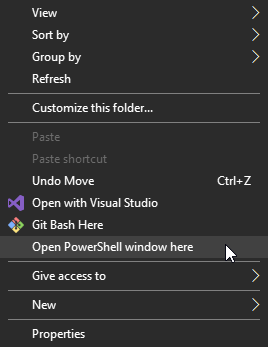 View
Sort by
Group by
Refresh
Customize this folder...
Paste
Paste shortcut
Undo Move Ctrl+Z
Open with Visual Studio
Git Bash Here
Open PowerShell window here
Give access to
New
Properties